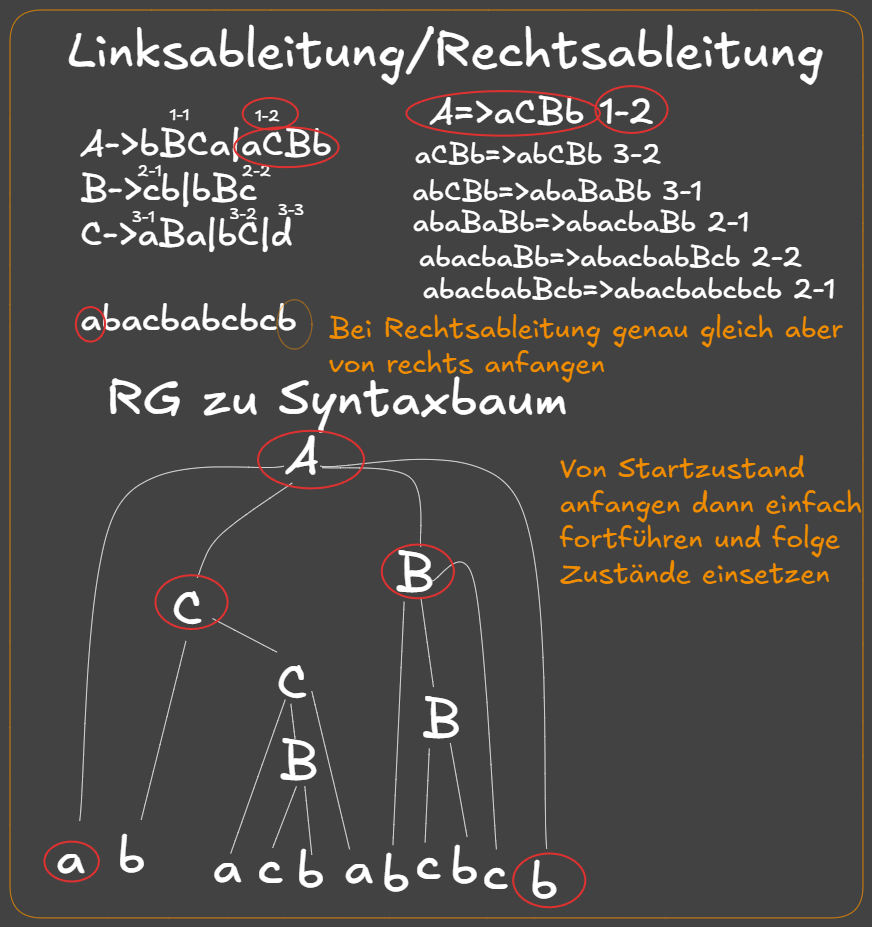 Linksableitung/Rechtsableitung
1-1 1-2
A->bBCa|aCBb
2-1 2-2
B->cb|bBc
3-1 3-2 3-3
C->aBa|bC|d
A=>aCBb 1-2
aCBb=>abCBb 3-2
abCBb=>abaBaBb 3-1
abaBaBb=>abacbaBb 2-1
abacbaBb=>abacbabBcb 2-2
abacbabBcb=>abacbabcbcb 2-1
abacbabcbcb
Bei Rechtsableitung genau gleich aber
von rechts anfangen
RG zu Syntaxbaum
A
Von Startzustand
anfangen dann einfach
fortführen und folge
Zustände einsetzen
B
C
C
B
B
a b a c b a b c b c b